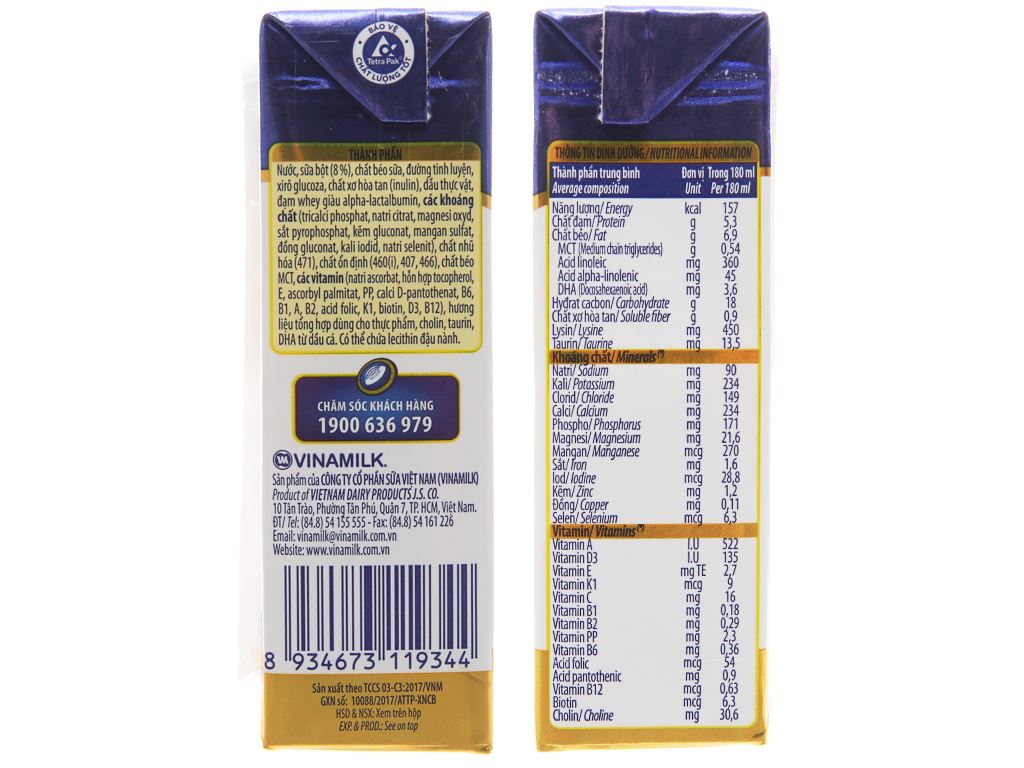 BẢO VỆ
Tetra Pak
CHẤT LƯỢNG TỐT
THÀNH PHẦN
Nước, sữa bột (8%), chất béo sữa, đường tinh luyện,
xirô glucoza, chất xơ hòa tan (inulin), dầu thực vật,
đạm whey giàu alpha-lactalbumin, các khoáng
chất (tricalci phosphat, natri citrat, magnesi oxyd,
sắt pyrophosphat, kẽm gluconat, mangan sulfat,
đồng gluconat, kali iodid, natri selenit), chất nhũ
hóa (471), chất ổn định (460(i), 407, 466), chất béo
MCT, các vitamin (natri ascorbat, hỗn hợp tocopherol,
E, ascorbyl palmitat, PP, calci D-pantothenat, B6,
B1, A, B2, acid folic, K1, biotin, D3, B12), hương
liệu tổng hợp dùng cho thực phẩm, cholin, taurin,
DHA từ dầu cá. Có thể chứa lecithin đậu nành.
CHĂM SÓC KHÁCH HÀNG
1900 636 979
VINAMILK.
Sản phẩm của CÔNG TY CỔ PHẦN SỮA VIỆT NAM (VINAMILK)
Product of VIETNAM DAIRY PRODUCTS J.S. CO.
10 Tân Trào, Phường Tân Phú, Quận 7, TP. HCM, Việt Nam.
ĐT/ Tel: (84.8) 54 155 555 - Fax: (84.8) 54 161 226
Email: vinamilk@vinamilk.com.vn
Website: www.vinamilk.com.vn
8 934673 119344
Sản xuất theo TCCS 03-C3:2017/VNM
GXN số: 10088/2017/ATTP-XNCB
HSD & NSX: Xem trên hộp
EXP. & PROD.: See on top
THÔNG TIN DINH DƯỠNG / NUTRITIONAL INFORMATION
Thành phần trung bình Đơn vị Trong 180 ml
Average composition Unit Per 180 ml
Năng lượng/ Energy kcal 157
Chất đạm/ Protein g 5,3
Chất béo/ Fat g 6,9
MCT (Medium chain triglycerides) g 0,54
Acid linoleic mg 360
Acid alpha-linolenic mg 45
DHA (Docosahexaenoic acid) mg 3,6
Hyđrat cacbon/ Carbohydrate g 18
Chất xơ hòa tan/ Soluble fiber g 0,9
Lysin/ Lysine mg 450
Taurin/ Taurine mg 13,5
Khoáng chất/ Minerals(*)
Natri/ Sodium mg 90
Kali/ Potassium mg 234
Clorid/ Chloride mg 149
Calci/ Calcium mg 234
Phospho/ Phosphorus mg 171
Magnesi/ Magnesium mg 21,6
Mangan/ Manganese mcg 270
Sắt/ Iron mg 1,6
Iod/ Iodine mcg 28,8
Kẽm/ Zinc mg 1,2
Đồng/ Copper mg 0,11
Selen/ Selenium mcg 6,3
Vitamin/ Vitamins(*)
Vitamin A I.U 522
Vitamin D3 I.U 135
Vitamin E mg TE 2,7
Vitamin K1 mcg 9
Vitamin C mg 16
Vitamin B1 mg 0,18
Vitamin B2 mg 0,29
Vitamin PP mg 2,3
Vitamin B6 mg 0,36
Acid folic mcg 54
Acid pantothenic mg 0,9
Vitamin B12 mcg 0,63
Biotin mcg 6,3
Cholin/ Choline mg 30,6